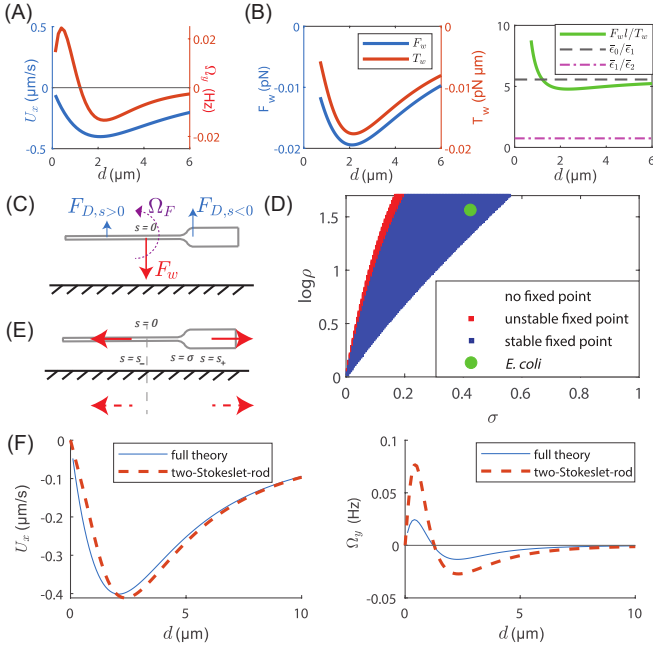 (A)
0.5
0
-0.5
U_x (μm/s)
0.02
0
-0.02
Ω_y (Hz)
0 2 4 6
d (μm)
(B)
0
-0.01
-0.02
F_w (pN)
F_w
T_w
0
-0.01
-0.02
T_w (pN μm)
0 2 4 6
d (μm)
10
5
0
F_w l/T_w
ε̅_0/ε̅_1
ε̅_1/ε̅_2
0 2 4 6
d (μm)
(C)
F_{D,s>0} Ω_F F_{D,s<0}
s=0
F_w
(D)
1.5
1
0.5
0
logρ
no fixed point
unstable fixed point
stable fixed point
E. coli
0 0.2 0.4 0.6 0.8 1
σ
(E)
s=0
s=s_- s=σ s=s_+
(F)
0
-0.1
-0.2
-0.3
-0.4
U_x (μm/s)
full theory
two-Stokeslet-rod
0 5 10
d (μm)
0.1
0.05
0
-0.05
Ω_y (Hz)
full theory
two-Stokeslet-rod
0 5 10
d (μm)